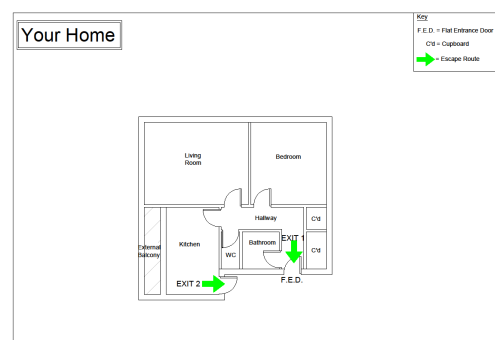 Your Home
Key
F.E.D. = Flat Entrance Door
C'd = Cupboard
= Escape Route
Living
Room
Bedroom
Hallway
C'd
External
Balcony
Kitchen
WC
Bathroom
EXIT 1
C'd
EXIT 2
F.E.D.